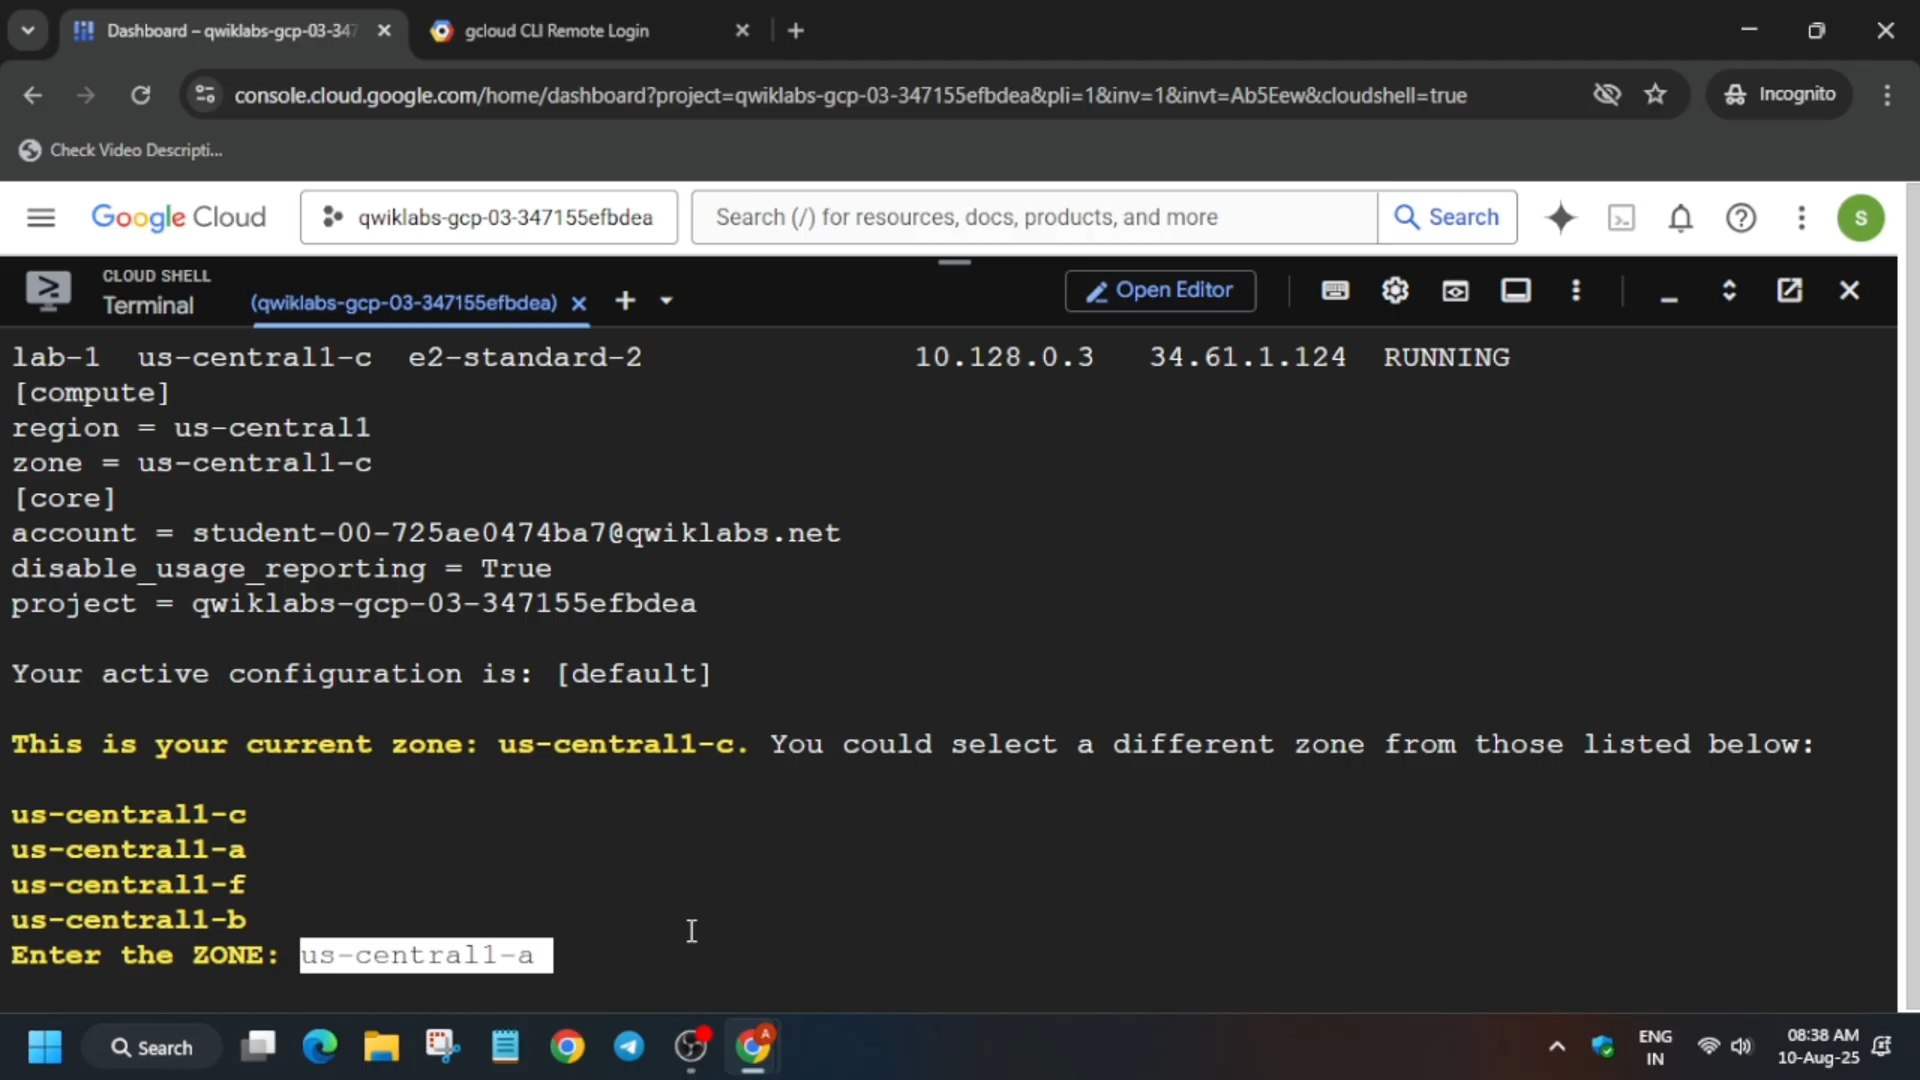 Dashboard – qwiklabs-gcp-03-347
gcloud CLI Remote Login
console.cloud.google.com/home/dashboard?project=qwiklabs-gcp-03-347155efbdea&pli=1&inv=1&invt=Ab5Eew&cloudshell=true
Incognito
Check Video Descripti...
Google Cloud
qwiklabs-gcp-03-347155efbdea
Search (/) for resources, docs, products, and more
Search
S
CLOUD SHELL
Terminal
(qwiklabs-gcp-03-347155efbdea)
Open Editor
lab-1 us-central1-c e2-standard-2 10.128.0.3 34.61.1.124 RUNNING
[compute]
region = us-central1
zone = us-central1-c
[core]
account = student-00-725ae0474ba7@qwiklabs.net
disable_usage_reporting = True
project = qwiklabs-gcp-03-347155efbdea
Your active configuration is: [default]
This is your current zone: us-central1-c. You could select a different zone from those listed below:
us-central1-c
us-central1-a
us-central1-f
us-central1-b
Enter the ZONE: us-central1-a
Search
A
ENG
IN
08:38 AM
10-Aug-25